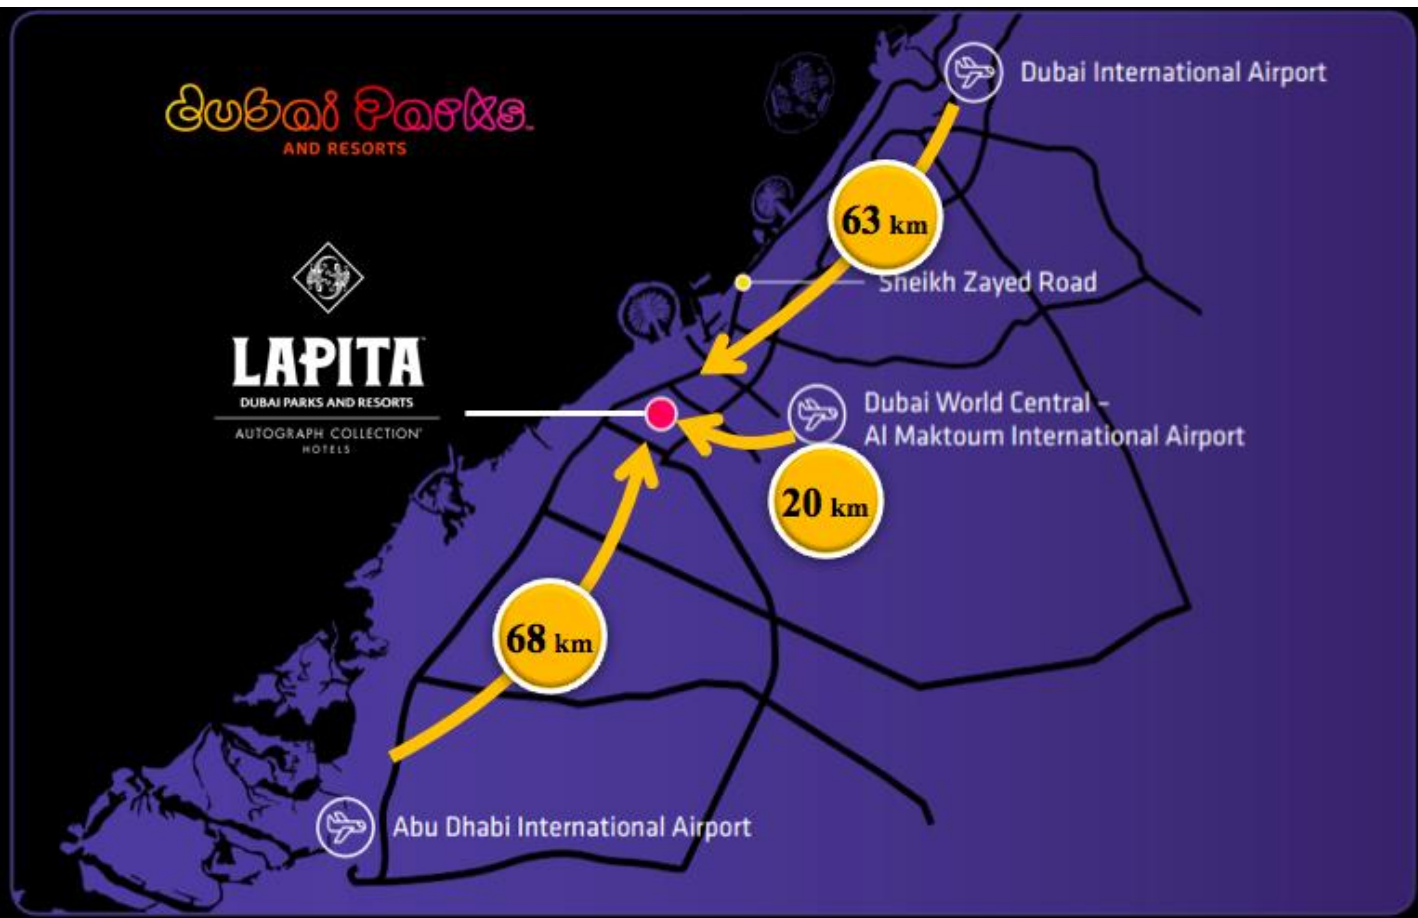 dubai Parks™
AND RESORTS
LAPITA
DUBAI PARKS AND RESORTS
AUTOGRAPH COLLECTION®
HOTELS
Dubai International Airport
63 km
Sheikh Zayed Road
Dubai World Central –
Al Maktoum International Airport
20 km
68 km
Abu Dhabi International Airport